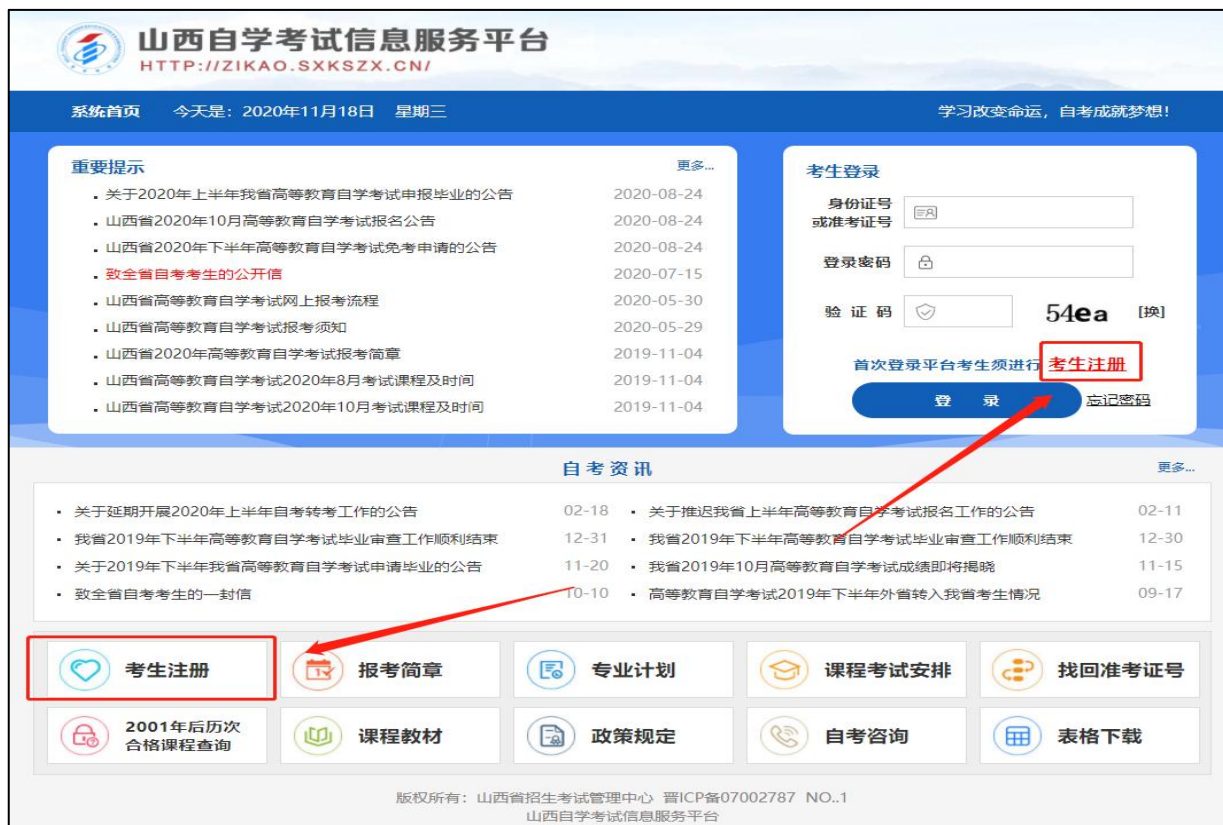 山西自学考试信息服务平台
HTTP://ZIKAO.SXKSZX.CN/
系统首页 今天是：2020年11月18日 星期三 学习改变命运，自考成就梦想！
重要提示 更多...
关于2020年上半年我省高等教育自学考试申报毕业的公告 2020-08-24
山西省2020年10月高等教育自学考试报名公告 2020-08-24
山西省2020年下半年高等教育自学考试免考申请的公告 2020-08-24
致全省自考考生的公开信 2020-07-15
山西省高等教育自学考试网上报考流程 2020-05-30
山西省高等教育自学考试报考须知 2020-05-29
山西省2020年高等教育自学考试报考简章 2019-11-04
山西省高等教育自学考试2020年8月考试课程及时间 2019-11-04
山西省高等教育自学考试2020年10月考试课程及时间 2019-11-04
考生登录
身份证号
或准考证号
登录密码
验 证 码 54ea [换]
首次登录平台考生须进行 考生注册
登 录 忘记密码
自 考 资 讯 更多...
关于延期开展2020年上半年自考转考工作的公告 02-18
关于推迟我省上半年高等教育自学考试报名工作的公告 02-11
我省2019年下半年高等教育自学考试毕业审查工作顺利结束 12-31
我省2019年下半年高等教育自学考试毕业审查工作顺利结束 12-30
关于2019年下半年我省高等教育自学考试申请毕业的公告 11-20
我省2019年10月高等教育自学考试成绩即将揭晓 11-15
致全省自考考生的一封信 10-10
高等教育自学考试2019年下半年外省转入我省考生情况 09-17
考生注册
报考简章
专业计划
课程考试安排
找回准考证号
2001年后历次
合格课程查询
课程教材
政策规定
自考咨询
表格下载
版权所有：山西省招生考试管理中心 晋ICP备07002787 NO..1
山西自学考试信息服务平台